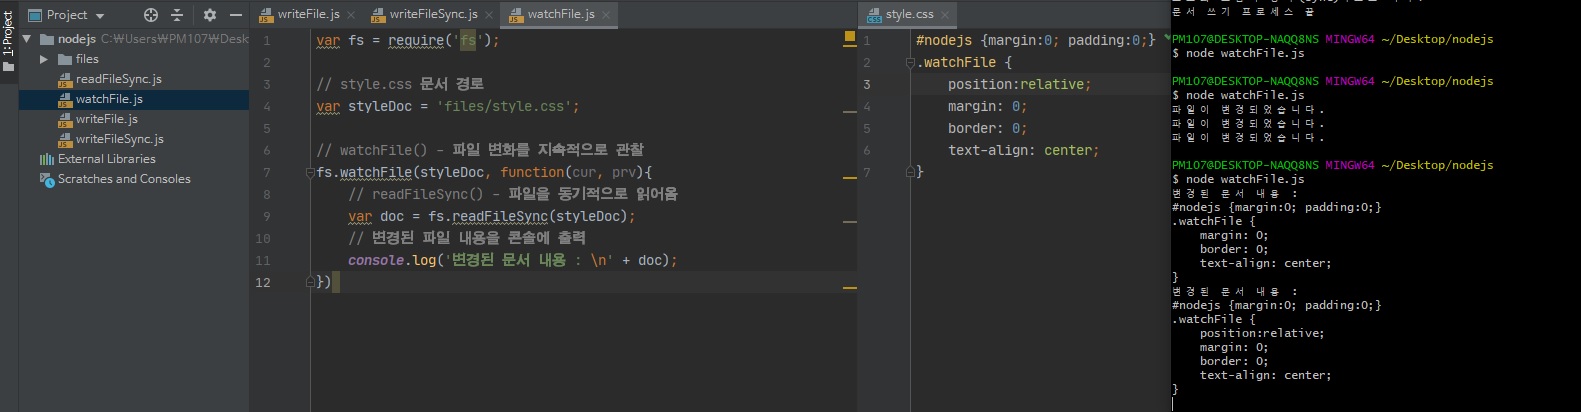 1: Project
Project
nodejs C:₩Users₩PM107₩Desk
files
readFileSync.js
watchFile.js
writeFile.js
writeFileSync.js
External Libraries
Scratches and Consoles
writeFile.js
writeFileSync.js
watchFile.js
1 var fs = require('fs');
2
3 // style.css 문서 경로
4 var styleDoc = 'files/style.css';
5
6 // watchFile() - 파일 변화를 지속적으로 관찰
7 fs.watchFile(styleDoc, function(cur, prv){
8 // readFileSync() - 파일을 동기적으로 읽어옴
9 var doc = fs.readFileSync(styleDoc);
10 // 변경된 파일 내용을 콘솔에 출력
11 console.log('변경된 문서 내용 : \n' + doc);
12 })
style.css
1 #nodejs {margin:0; padding:0;}
2 .watchFile {
3 position:relative;
4 margin: 0;
5 border: 0;
6 text-align: center;
7 }
문서 쓰기 프로세스 끝
PM107@DESKTOP-NAQQ8NS MINGW64 ~/Desktop/nodejs
$ node watchFile.js
PM107@DESKTOP-NAQQ8NS MINGW64 ~/Desktop/nodejs
$ node watchFile.js
파일이 변경되었습니다.
파일이 변경되었습니다.
파일이 변경되었습니다.
PM107@DESKTOP-NAQQ8NS MINGW64 ~/Desktop/nodejs
$ node watchFile.js
변경된 문서 내용 :
#nodejs {margin:0; padding:0;}
.watchFile {
margin: 0;
border: 0;
text-align: center;
}
변경된 문서 내용 :
#nodejs {margin:0; padding:0;}
.watchFile {
position:relative;
margin: 0;
border: 0;
text-align: center;
}